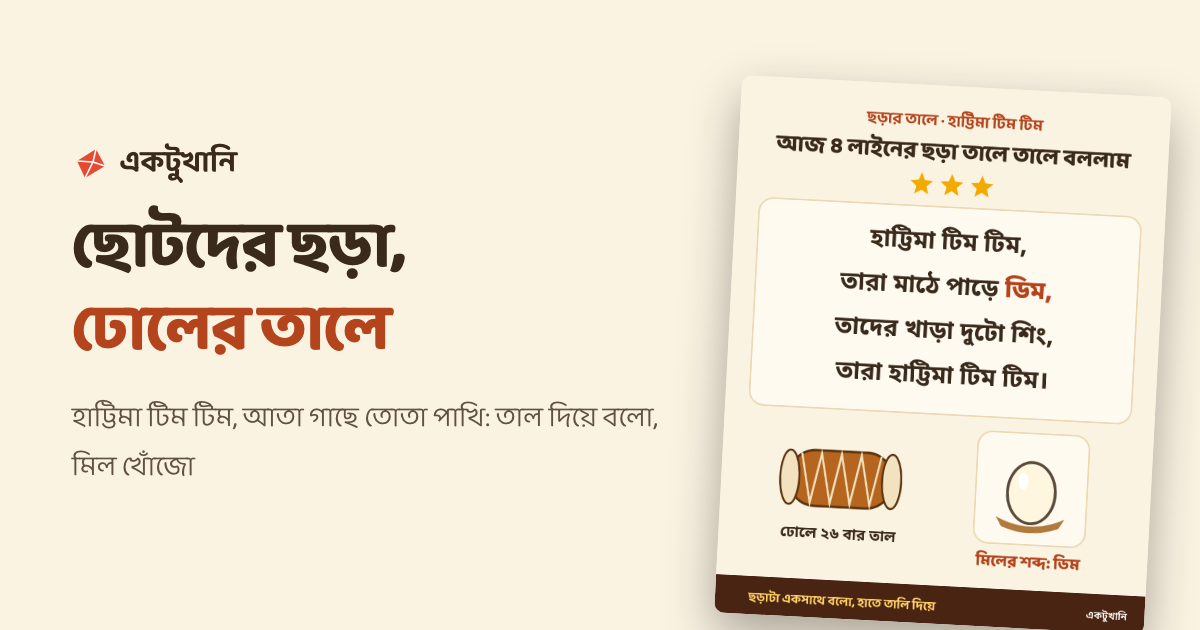 একটুখানি
ছোটদের ছড়া,
ঢোলের তালে
হাট্টিমা টিম টিম, আতা গাছে তোতা পাখি: তাল দিয়ে বলো,
মিল খোঁজো
ছড়ার তালে · হাট্টিমা টিম টিম
আজ ৪ লাইনের ছড়া তালে তালে বললাম
হাট্টিমা টিম টিম,
তারা মাঠে পাড়ে ডিম,
তাদের খাড়া দুটো শিং,
তারা হাট্টিমা টিম টিম।
ঢোলে ২৬ বার তাল
মিলের শব্দ: ডিম
ছড়াটা একসাথে বলো, হাতে তালি দিয়ে
একটুখানি